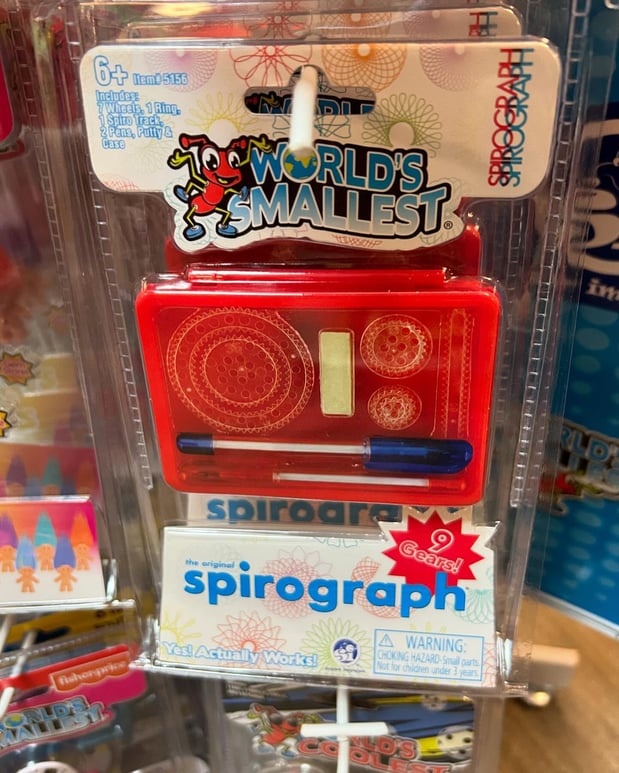 6+ Item# 5156
Includes:
7 Wheels, 1 Ring,
1 Spiro Track,
2 Pens, Putty &
Case
SPIROGRAPH
SPIROGRAPH
WORLD'S
SMALLEST®
spirogra
9
Gears!
the original
spirograph
Yes! Actually Works!
WARNING:
CHOKING HAZARD-Small parts.
Not for children under 3 years.
fisher-price
WORLD'S
SMALLEST
WORLD'S
COOLEST